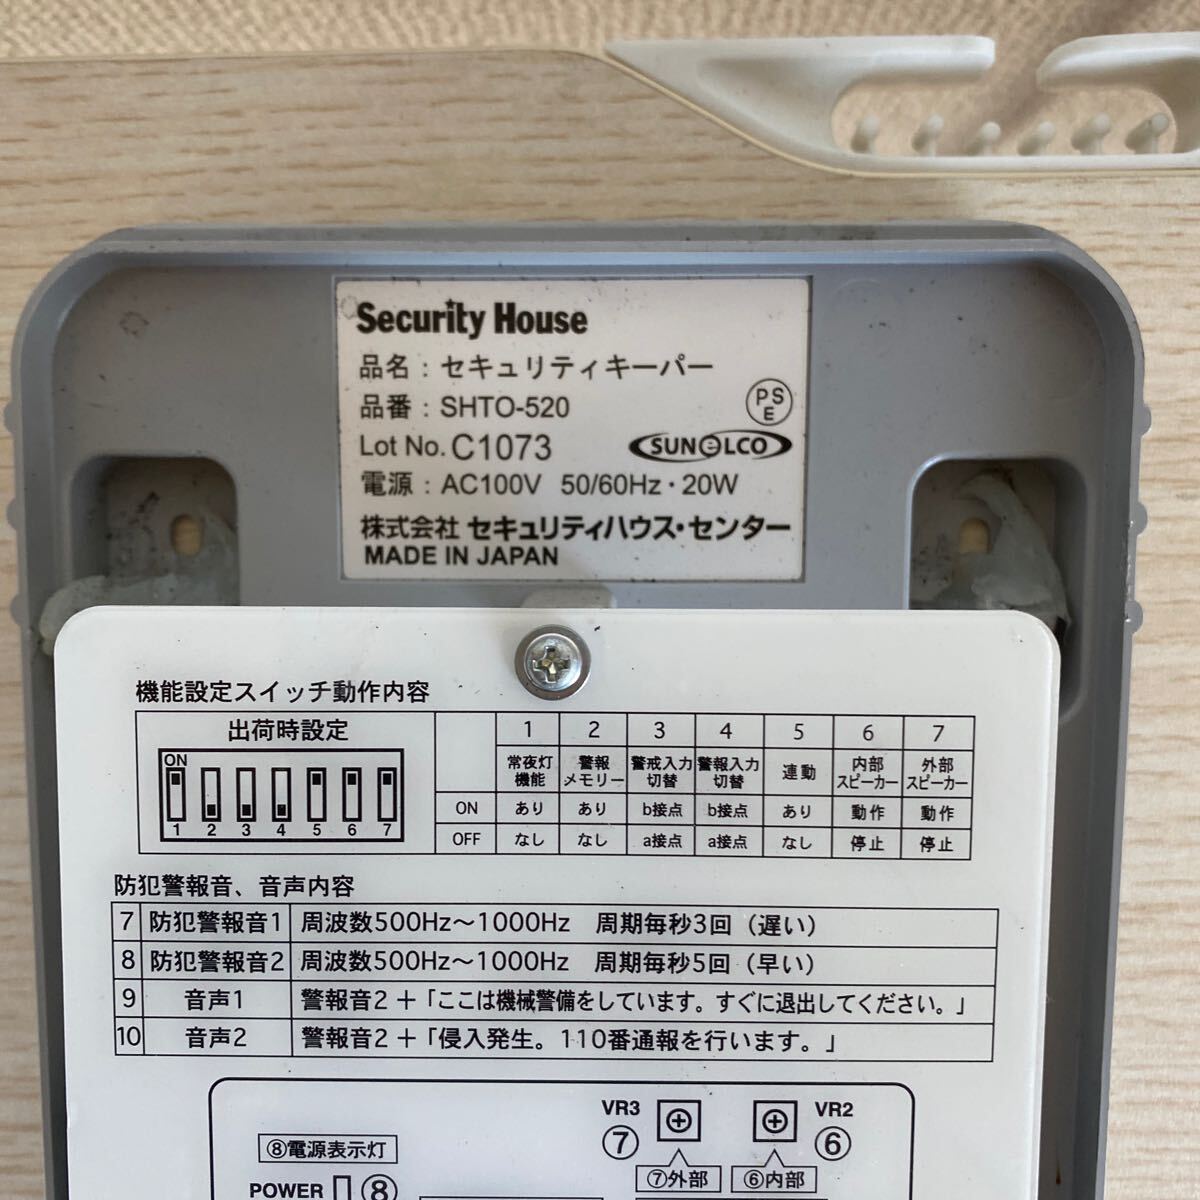 Security House
品名：セキュリティキーパー
品番：SHTO-520
PSE
Lot No. C1073
SUNELCO
電源：AC100V 50/60Hz・20W
株式会社 セキュリティハウス・センター
MADE IN JAPAN
機能設定スイッチ動作内容
出荷時設定
ON
1 2 3 4 5 6 7
1 2 3 4 5 6 7
常夜灯機能 警報メモリー 警戒入力切替 警報入力切替 連動 内部スピーカー 外部スピーカー
ON あり あり b接点 b接点 あり 動作 動作
OFF なし なし a接点 a接点 なし 停止 停止
防犯警報音、音声内容
7 防犯警報音1 周波数500Hz～1000Hz 周期毎秒3回（遅い）
8 防犯警報音2 周波数500Hz～1000Hz 周期毎秒5回（早い）
9 音声1 警報音2＋「ここは機械警備をしています。すぐに退出してください。」
10 音声2 警報音2＋「侵入発生。110番通報を行います。」
VR3 VR2
⑦ ⑥
⑧電源表示灯
⑦外部 ⑥内部
POWER ⑧